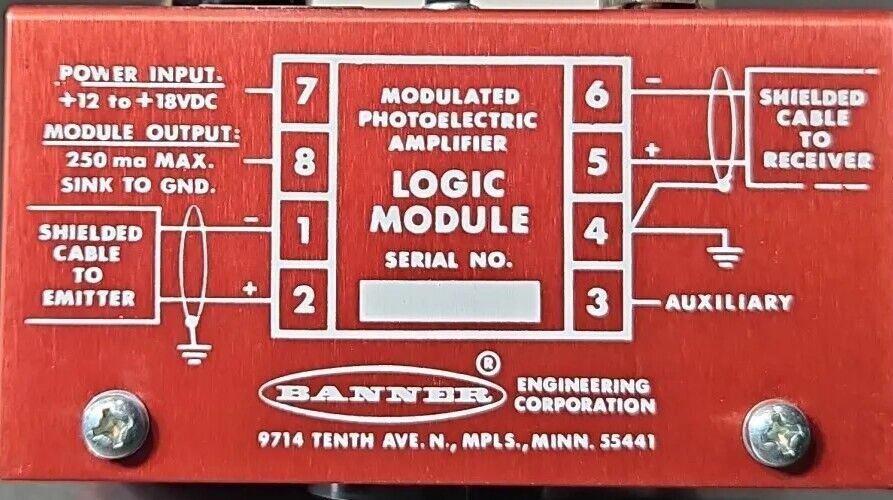 POWER INPUT:
+12 to +18VDC
MODULE OUTPUT:
250 ma MAX.
SINK TO GND.
SHIELDED
CABLE
TO
EMITTER
-
+
7
8
1
2
MODULATED
PHOTOELECTRIC
AMPLIFIER
LOGIC
MODULE
SERIAL NO.
6
5
4
3
-
+
SHIELDED
CABLE
TO
RECEIVER
AUXILIARY
BANNER ®
ENGINEERING
CORPORATION
9714 TENTH AVE. N., MPLS., MINN. 55441